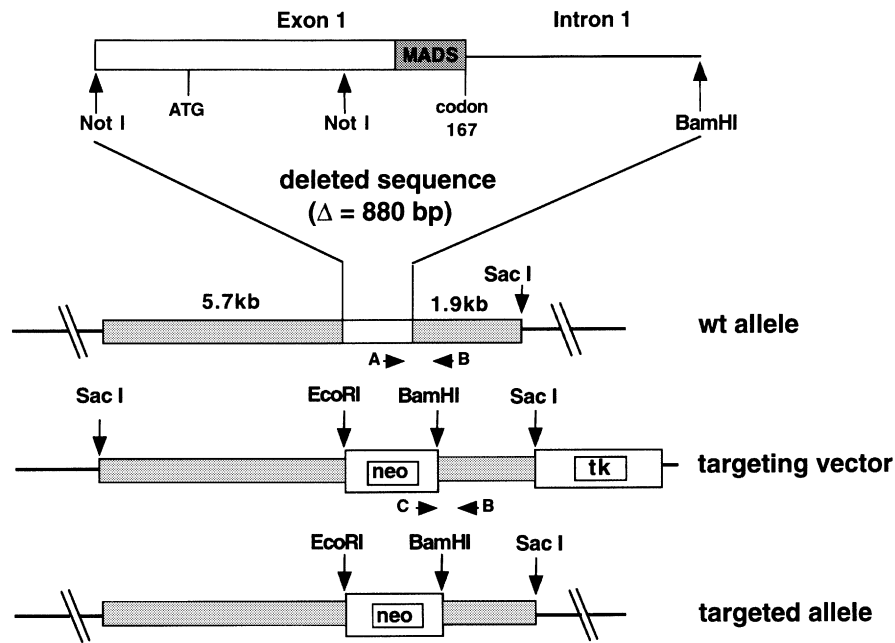 Exon 1 Intron 1
MADS
Not I ATG Not I codon 167 BamHI
deleted sequence
(Δ = 880 bp)
Sac I
5.7kb 1.9kb
wt allele
A B
Sac I EcoRI BamHI Sac I
neo tk targeting vector
C B
EcoRI BamHI Sac I
neo targeted allele